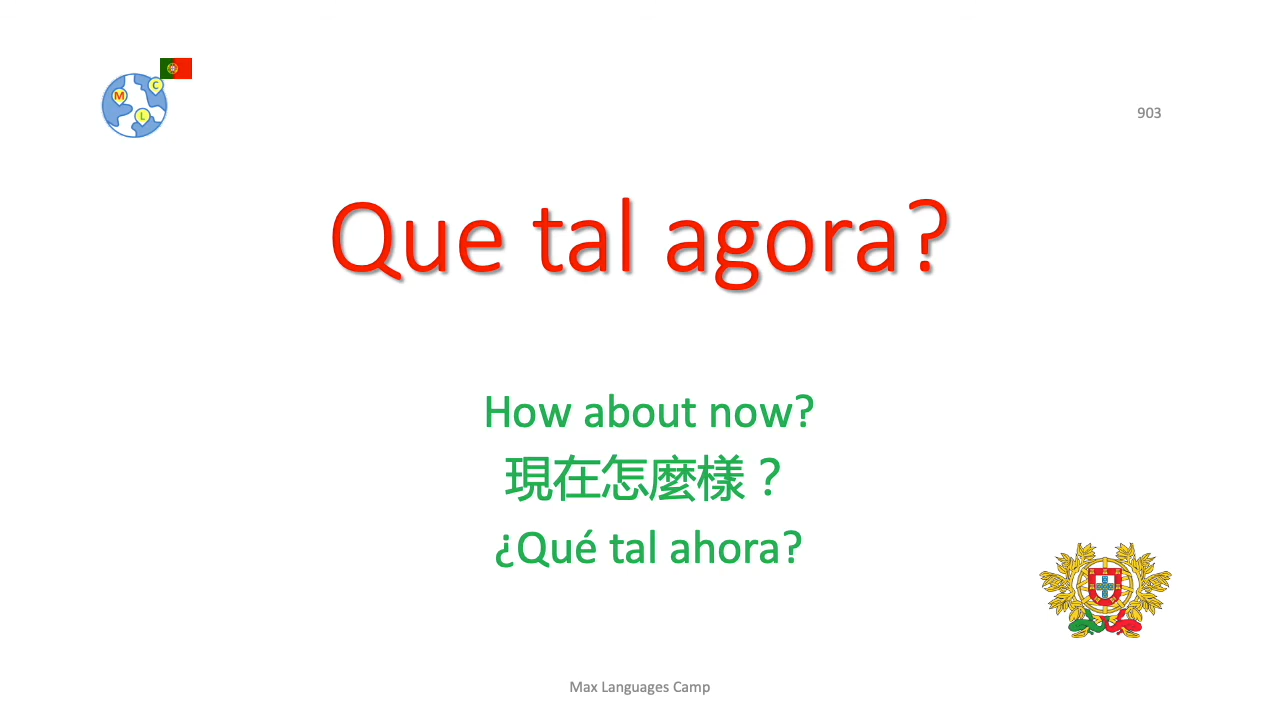 M
C
L
903
Que tal agora?
How about now?
現在怎麼樣？
¿Qué tal ahora?
Max Languages Camp